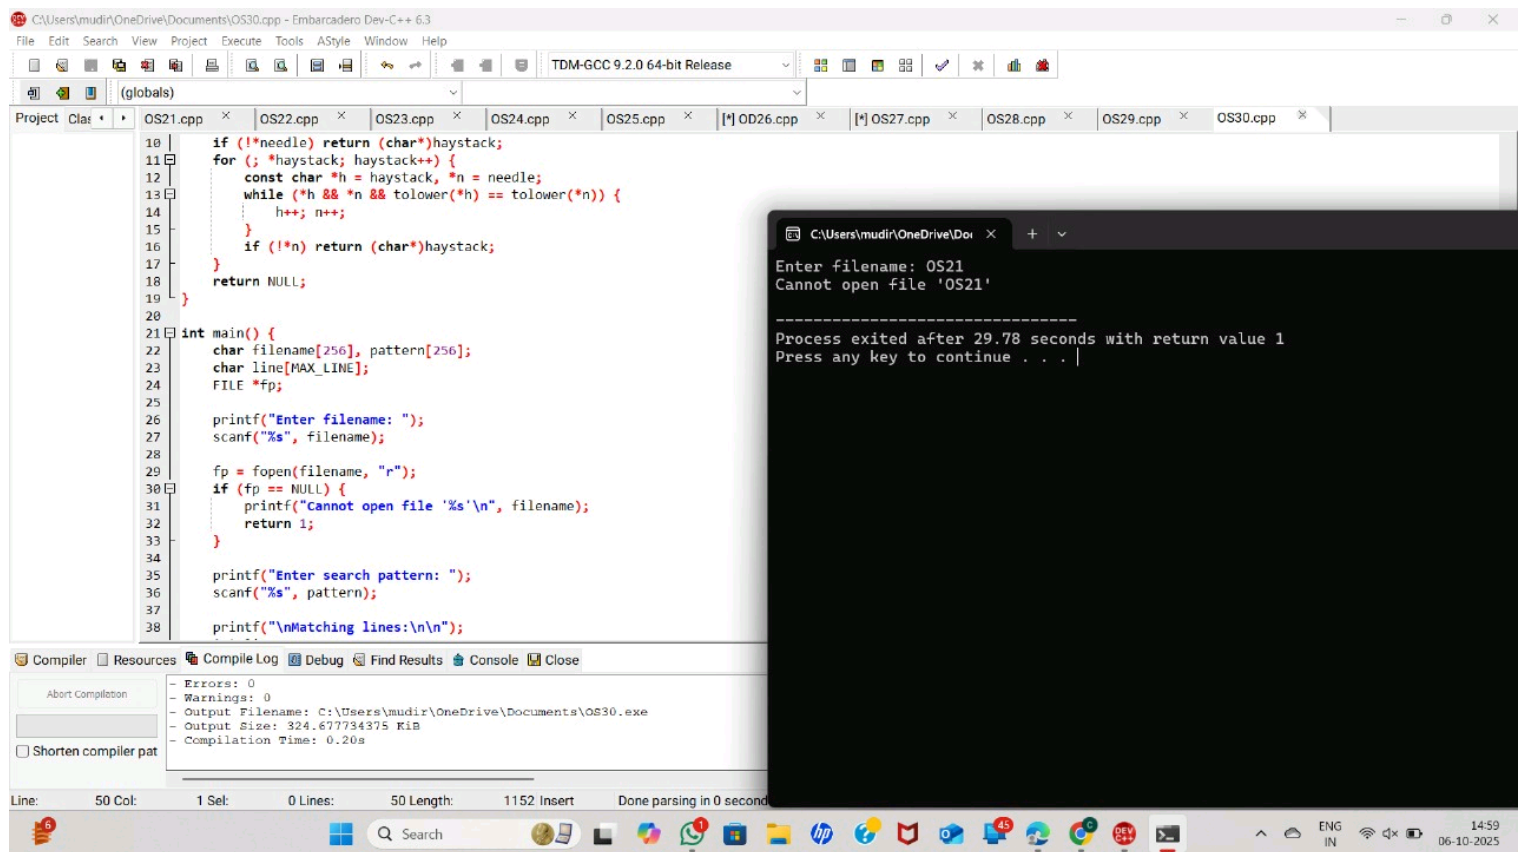 C:\Users\mudir\OneDrive\Documents\OS30.cpp - Embarcadero Dev-C++ 6.3
File Edit Search View Project Execute Tools AStyle Window Help
TDM-GCC 9.2.0 64-bit Release
(globals)
Project Clas OS21.cpp OS22.cpp OS23.cpp OS24.cpp OS25.cpp [*] OD26.cpp [*] OS27.cpp OS28.cpp OS29.cpp OS30.cpp
10 if (!*needle) return (char*)haystack;
11 for (; *haystack; haystack++) {
12 const char *h = haystack, *n = needle;
13 while (*h && *n && tolower(*h) == tolower(*n)) {
14 h++; n++;
15 }
16 if (!*n) return (char*)haystack;
17 }
18 return NULL;
19 }
20
21 int main() {
22 char filename[256], pattern[256];
23 char line[MAX_LINE];
24 FILE *fp;
25
26 printf("Enter filename: ");
27 scanf("%s", filename);
28
29 fp = fopen(filename, "r");
30 if (fp == NULL) {
31 printf("Cannot open file '%s'\n", filename);
32 return 1;
33 }
34
35 printf("Enter search pattern: ");
36 scanf("%s", pattern);
37
38 printf("\nMatching lines:\n\n");
C:\Users\mudir\OneDrive\Doc
Enter filename: OS21
Cannot open file 'OS21'
--------------------------------
Process exited after 29.78 seconds with return value 1
Press any key to continue . . .
Compiler Resources Compile Log Debug Find Results Console Close
Abort Compilation
Shorten compiler pat
- Errors: 0
- Warnings: 0
- Output Filename: C:\Users\mudir\OneDrive\Documents\OS30.exe
- Output Size: 324.677734375 KiB
- Compilation Time: 0.20s
Line: 50 Col: 1 Sel: 0 Lines: 50 Length: 1152 Insert Done parsing in 0 second
6
Search
1
45
DEV C++
ENG
IN
14:59
06-10-2025